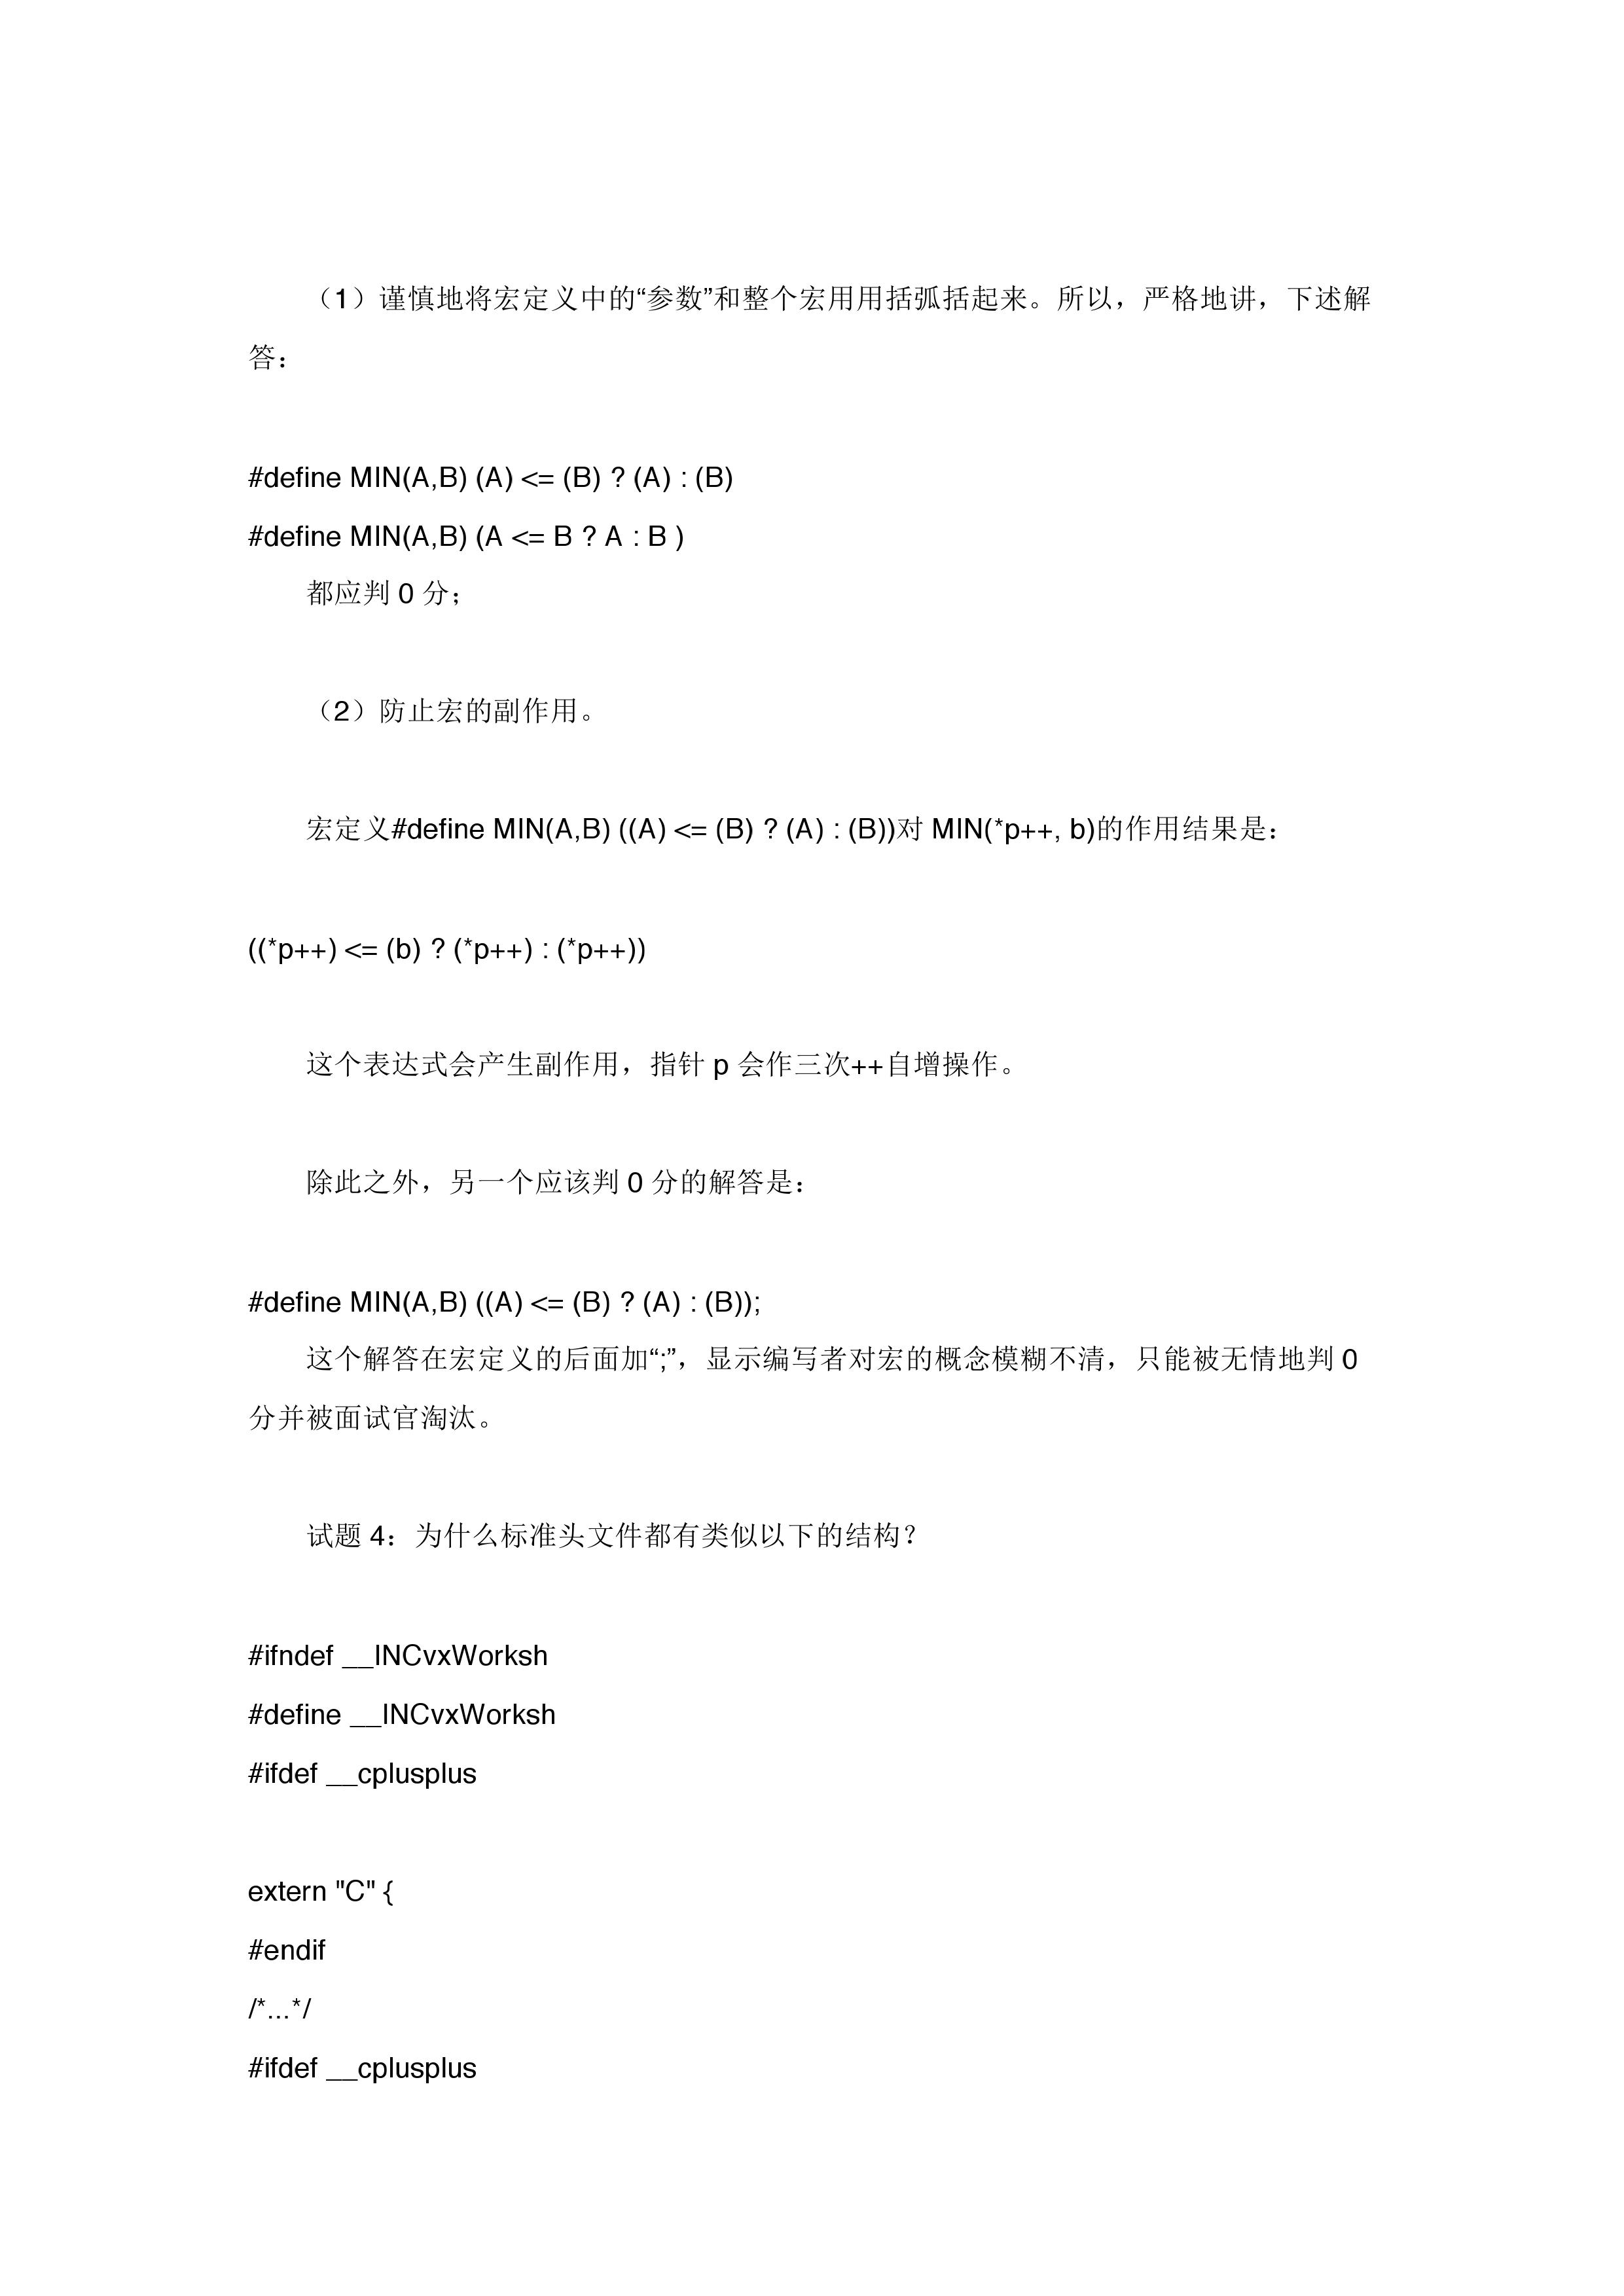 （1）谨慎地将宏定义中的“参数”和整个宏用用括弧括起来。所以，严格地讲，下述解
答：
#define MIN(A,B) (A) <= (B) ? (A) : (B)
#define MIN(A,B) (A <= B ? A : B )
都应判 0 分；
（2）防止宏的副作用。
宏定义#define MIN(A,B) ((A) <= (B) ? (A) : (B))对 MIN(*p++, b)的作用结果是：
((*p++) <= (b) ? (*p++) : (*p++))
这个表达式会产生副作用，指针 p 会作三次++自增操作。
除此之外，另一个应该判 0 分的解答是：
#define MIN(A,B) ((A) <= (B) ? (A) : (B));
这个解答在宏定义的后面加“;”，显示编写者对宏的概念模糊不清，只能被无情地判 0
分并被面试官淘汰。
试题 4：为什么标准头文件都有类似以下的结构？
#ifndef __INCvxWorksh
#define __INCvxWorksh
#ifdef __cplusplus
extern "C" {
#endif
/*...*/
#ifdef __cplusplus